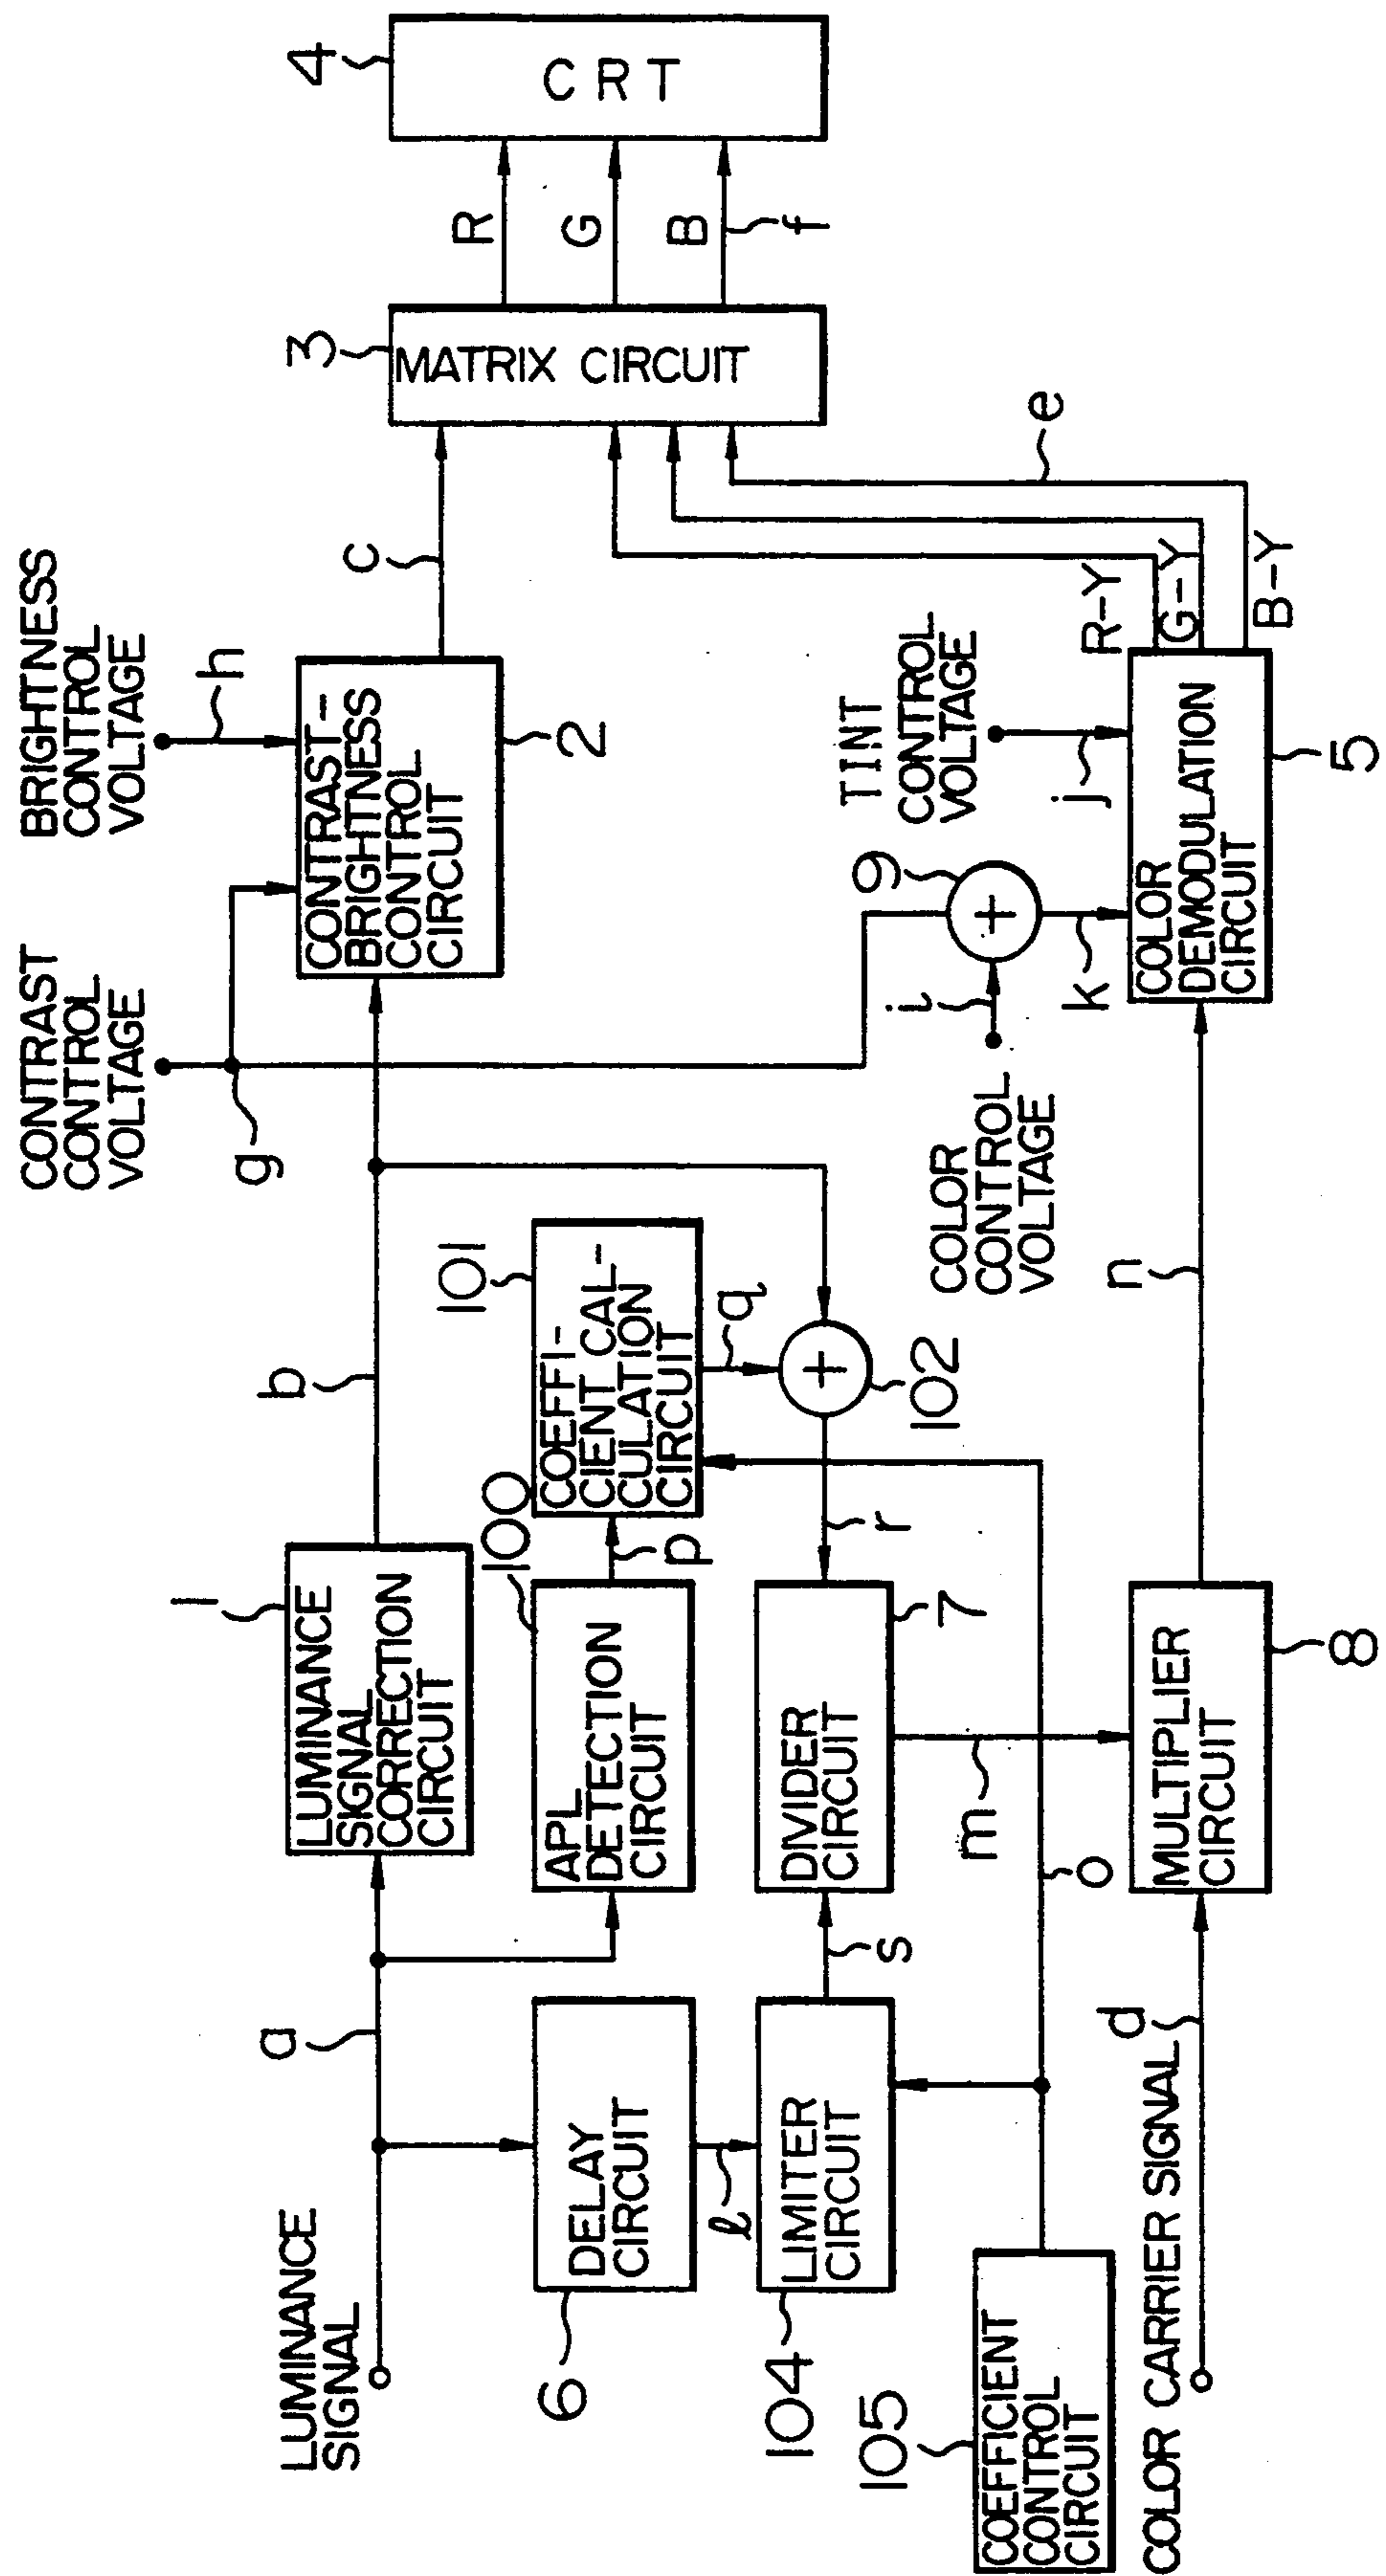 LUMINANCE
SIGNAL
a
1
LUMINANCE
SIGNAL
CORRECTION
CIRCUIT
b
CONTRAST
CONTROL
VOLTAGE
g
BRIGHTNESS
CONTROL
VOLTAGE
h
CONTRAST-
BRIGHTNESS
CONTROL
CIRCUIT
2
c
3
MATRIX CIRCUIT
R
G
B
f
4
CRT
6
DELAY
CIRCUIT
l
100
APL
DETECTION
CIRCUIT
p
101
COEFFI-
CIENT CAL-
CULATION
CIRCUIT
q
+
102
r
104
LIMITER
CIRCUIT
s
DIVIDER
CIRCUIT
7
m
o
105
COEFFICIENT
CONTROL
CIRCUIT
COLOR CARRIER SIGNAL
d
MULTIPLIER
CIRCUIT
8
n
COLOR
CONTROL
VOLTAGE
i
9
+
k
TINT
CONTROL
VOLTAGE
j
COLOR
DEMODULATION
CIRCUIT
5
R-Y
G-Y
B-Y
e